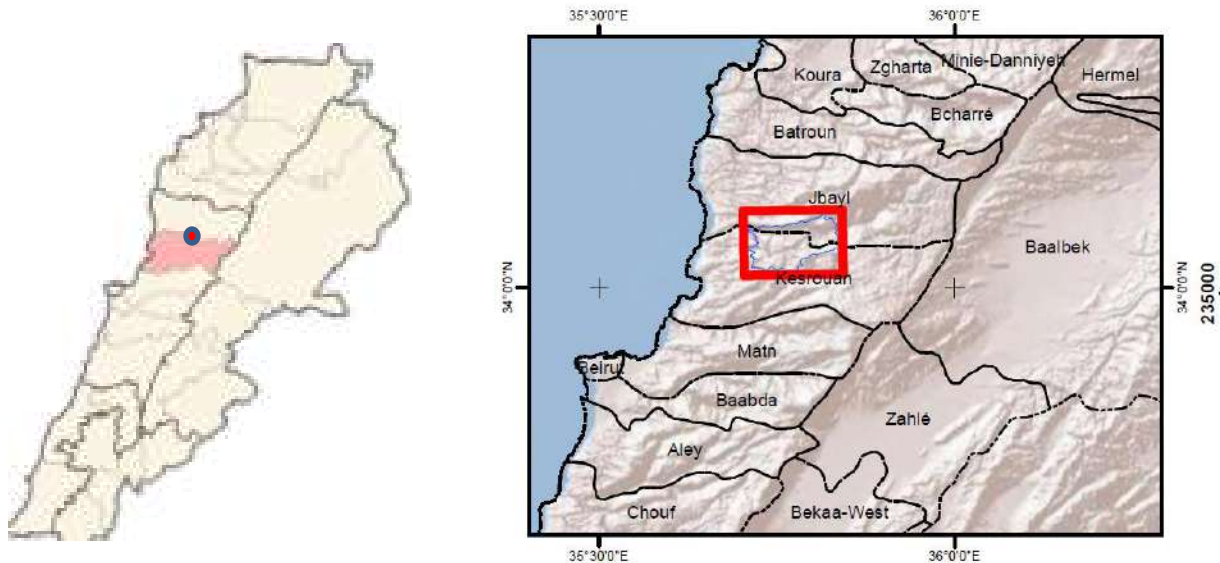 35°30'0"E
36°0'0"E
Minie-Danniyeh
Zgharta
Koura
Hermel
Bcharré
Batroun
Jbayl
Baalbek
34°0'0"N
34°0'0"N
235000
Kesrouan
Matn
Beirut
Baabda
Zahlé
Aley
Chouf
Bekaa-West
35°30'0"E
36°0'0"E